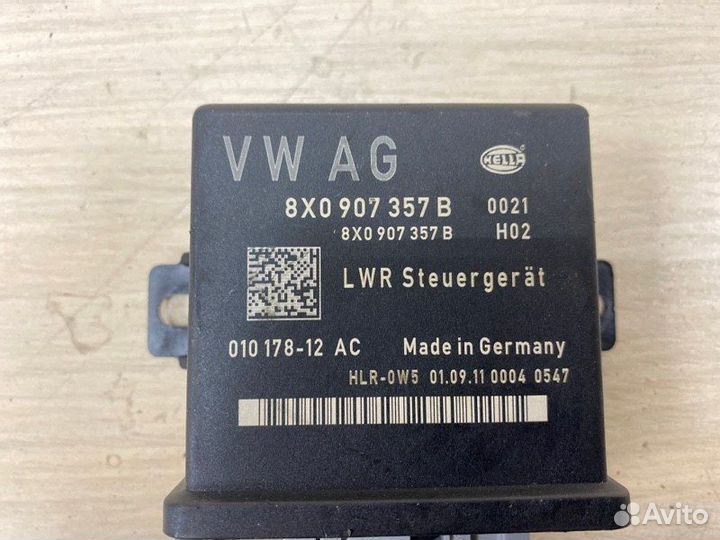 VW AG
HELLA
8X0 907 357 B 0021
8X0 907 357 B H02
LWR Steuergerät
010 178-12 AC Made in Germany
HLR-0W5 01.09.11 0004 0547
Avito